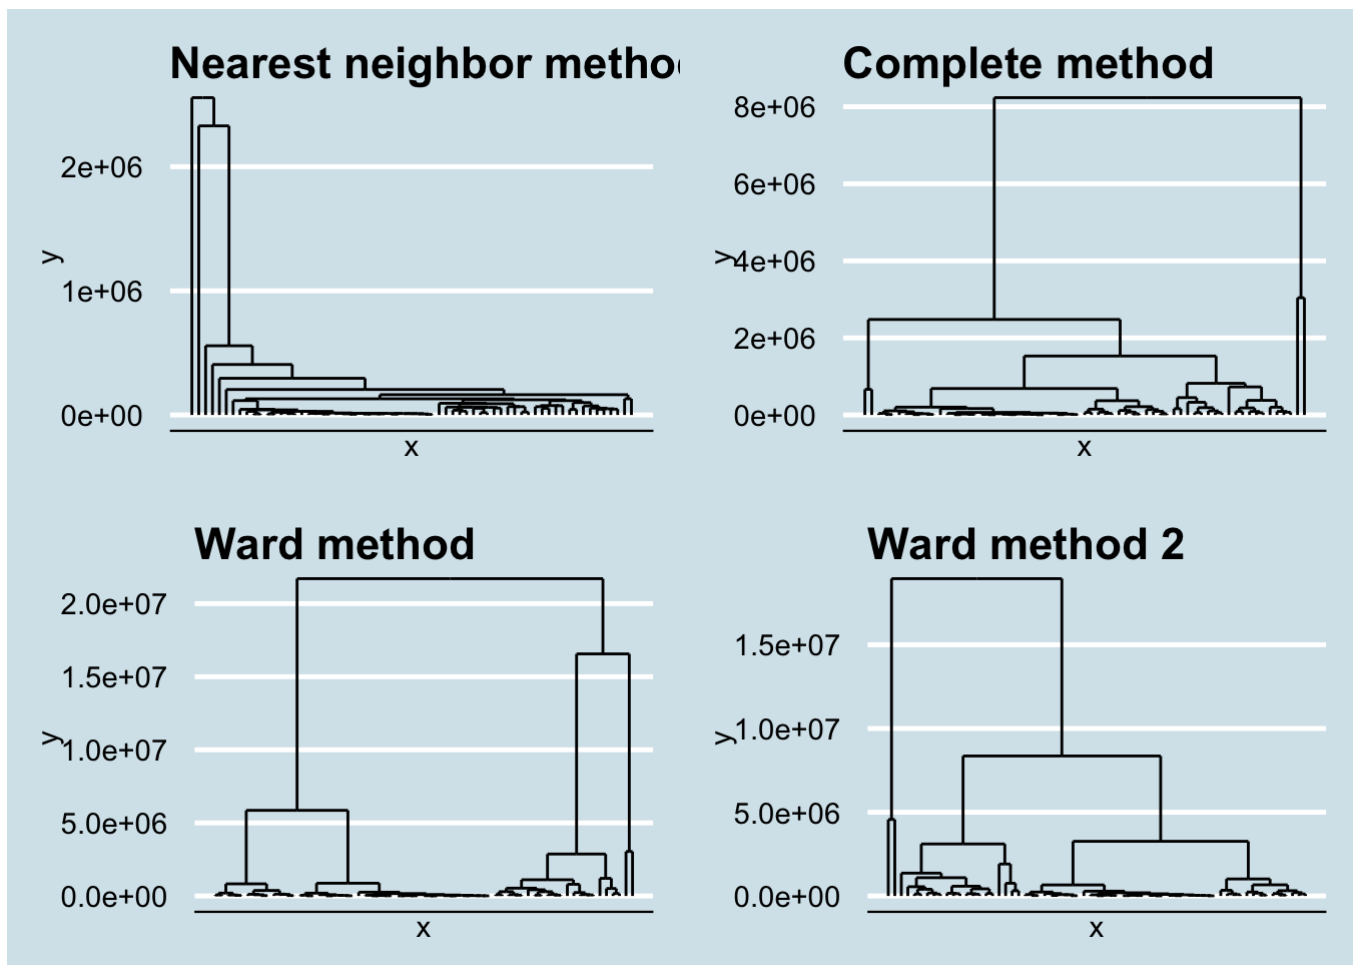 Nearest neighbor metho
2e+06
1e+06
0e+00
y
x
Complete method
8e+06
6e+06
4e+06
2e+06
0e+00
y
x
Ward method
2.0e+07
1.5e+07
1.0e+07
5.0e+06
0.0e+00
y
x
Ward method 2
1.5e+07
1.0e+07
5.0e+06
0.0e+00
y
x